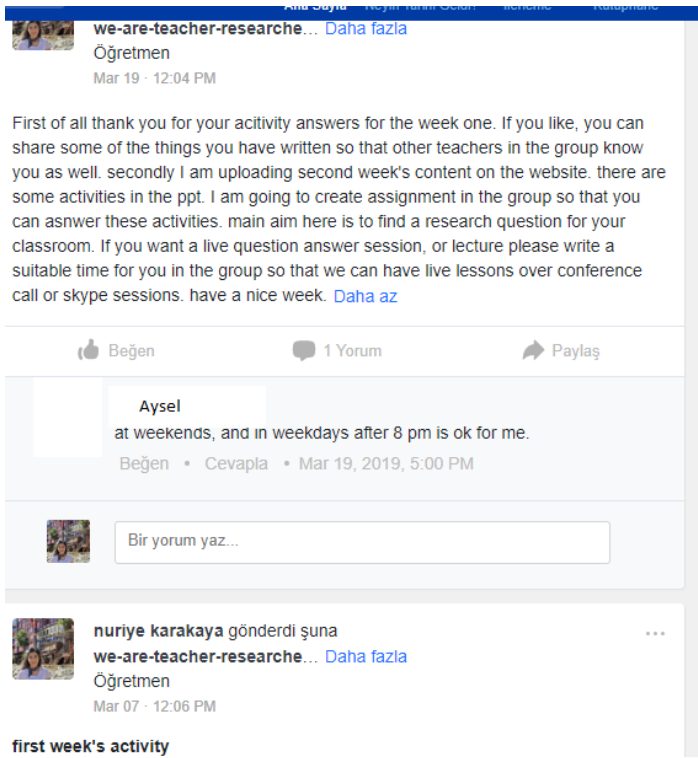 Ana Sayfa Neyin Tarihi Geldi? İlerleme Kütüphane
we-are-teacher-researche... Daha fazla
Öğretmen
Mar 19 · 12:04 PM
First of all thank you for your acitivity answers for the week one. If you like, you can
share some of the things you have written so that other teachers in the group know
you as well. secondly I am uploading second week's content on the website. there are
some activities in the ppt. I am going to create assignment in the group so that you
can asnwer these activities. main aim here is to find a research question for your
classroom. If you want a live question answer session, or lecture please write a
suitable time for you in the group so that we can have live lessons over conference
call or skype sessions. have a nice week. Daha az
Beğen 1 Yorum Paylaş
Aysel
at weekends, and in weekdays after 8 pm is ok for me.
Beğen • Cevapla • Mar 19, 2019, 5:00 PM
Bir yorum yaz...
nuriye karakaya gönderdi şuna
we-are-teacher-researche... Daha fazla
Öğretmen
Mar 07 · 12:06 PM
first week's activity